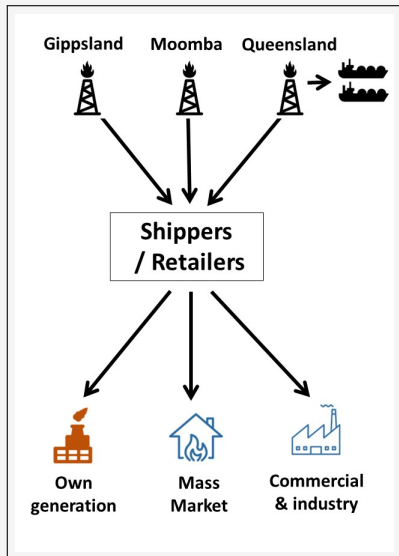 Gippsland Moomba Queensland
Shippers
/ Retailers
Own
generation
Mass
Market
Commercial
& industry